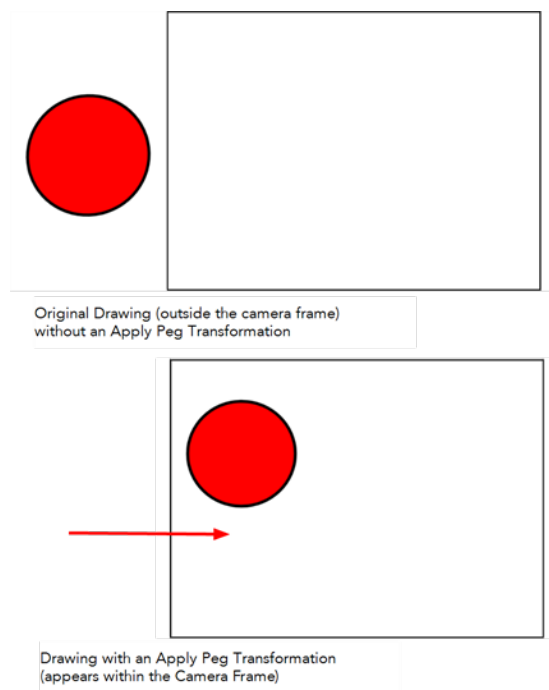 Original Drawing (outside the camera frame)
without an Apply Peg Transformation
Drawing with an Apply Peg Transformation
(appears within the Camera Frame)